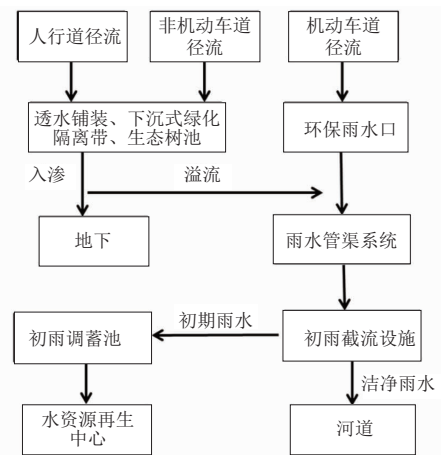 人行道径流
非机动车道
径流
机动车道
径流
透水铺装、下沉式绿化
隔离带、生态树池
环保雨水口
入渗
溢流
地下
雨水管渠系统
初期雨水
初雨调蓄池
初雨截流设施
洁净雨水
水资源再生
中心
河道